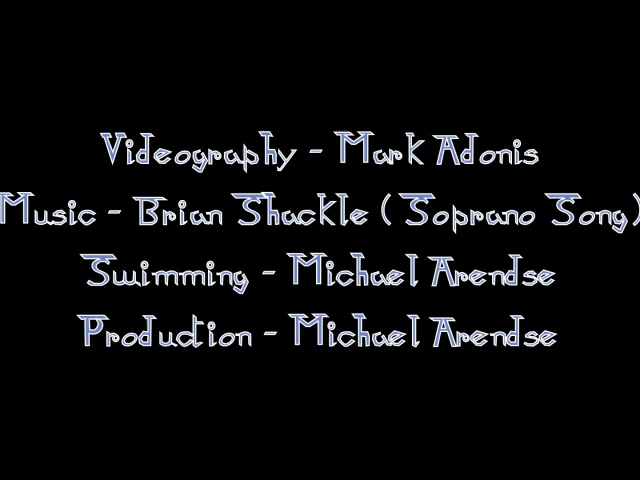 Videography - Mark Adonis
Music - Brian Shackle ( Soprano Song)
Swimming - Michael Arendse
Production - Michael Arendse